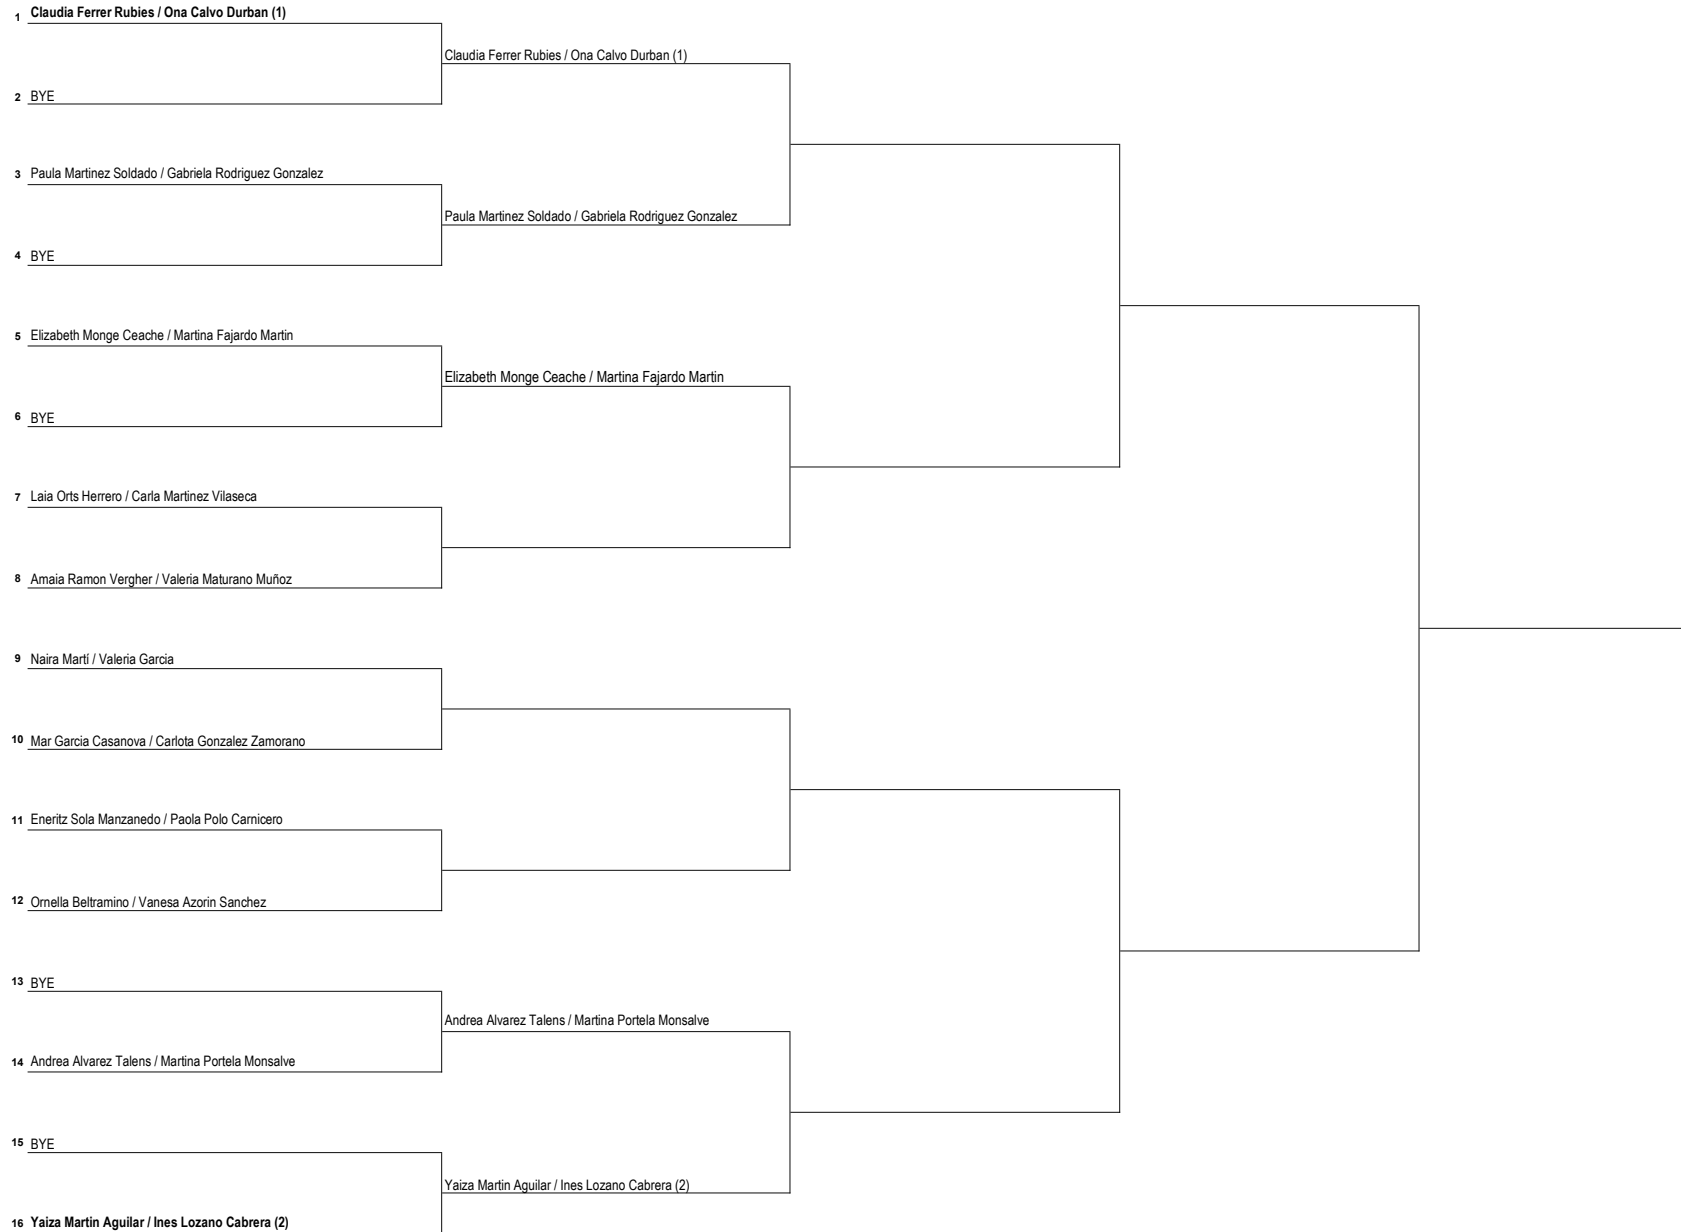 1 Claudia Ferrer Rubies / Ona Calvo Durban (1)
Claudia Ferrer Rubies / Ona Calvo Durban (1)
2 BYE
3 Paula Martinez Soldado / Gabriela Rodriguez Gonzalez
Paula Martinez Soldado / Gabriela Rodriguez Gonzalez
4 BYE
5 Elizabeth Monge Ceache / Martina Fajardo Martin
Elizabeth Monge Ceache / Martina Fajardo Martin
6 BYE
7 Laia Orts Herrero / Carla Martinez Vilaseca
8 Amaia Ramon Vergher / Valeria Maturano Muñoz
9 Naira Martí / Valeria Garcia
10 Mar Garcia Casanova / Carlota Gonzalez Zamorano
11 Eneritz Sola Manzanedo / Paola Polo Carnicero
12 Ornella Beltramino / Vanesa Azorin Sanchez
13 BYE
Andrea Alvarez Talens / Martina Portela Monsalve
14 Andrea Alvarez Talens / Martina Portela Monsalve
15 BYE
Yaiza Martin Aguilar / Ines Lozano Cabrera (2)
16 Yaiza Martin Aguilar / Ines Lozano Cabrera (2)